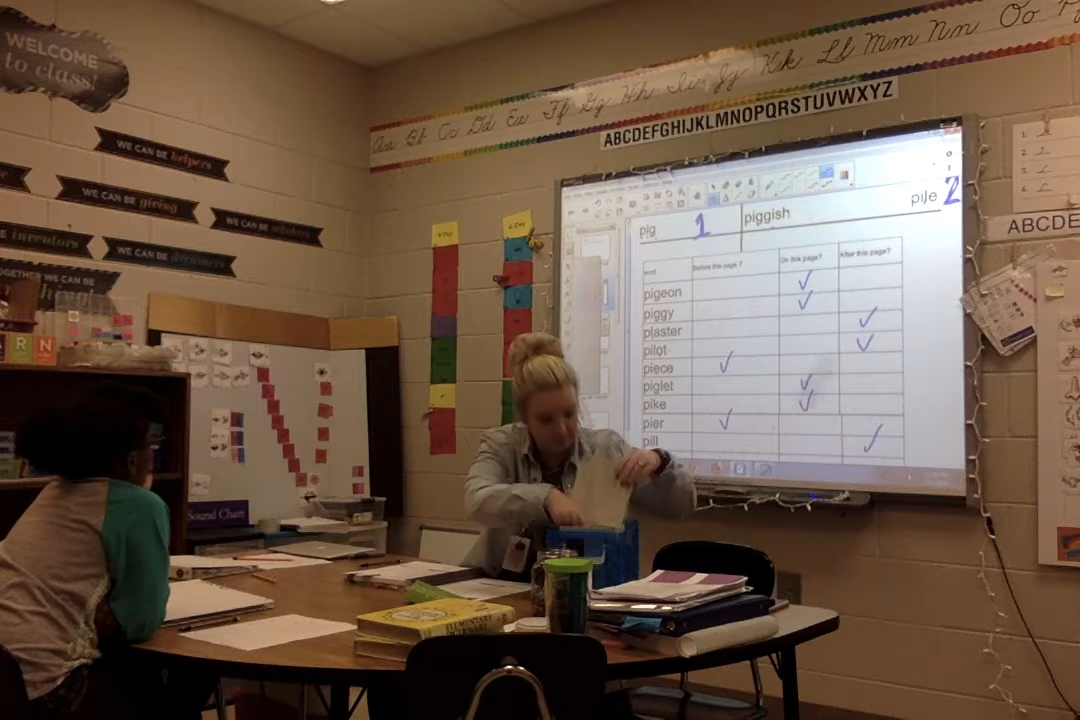 WELCOME
to class!
WE CAN BE helpers
WE CAN BE giving
WE CAN BE
inventors
WE CAN BE dreamers
TOGETHER WE CAN BE
Aa Bb Cc Dd Ee Ff Gg Hh Ii Jj Kk Ll Mm Nn Oo
ABCDEFGHIJKLMNOPQRSTUVWXYZ
pig 1 piggish pile 2
word Before this page ? On this page? After this page?
pigeon ✓
piggy ✓
plaster ✓
pilot ✓
piece ✓
piglet ✓
pike ✓
pier ✓
pill ✓
ABCDE
RN
Sound Chart
ELEMENTARY